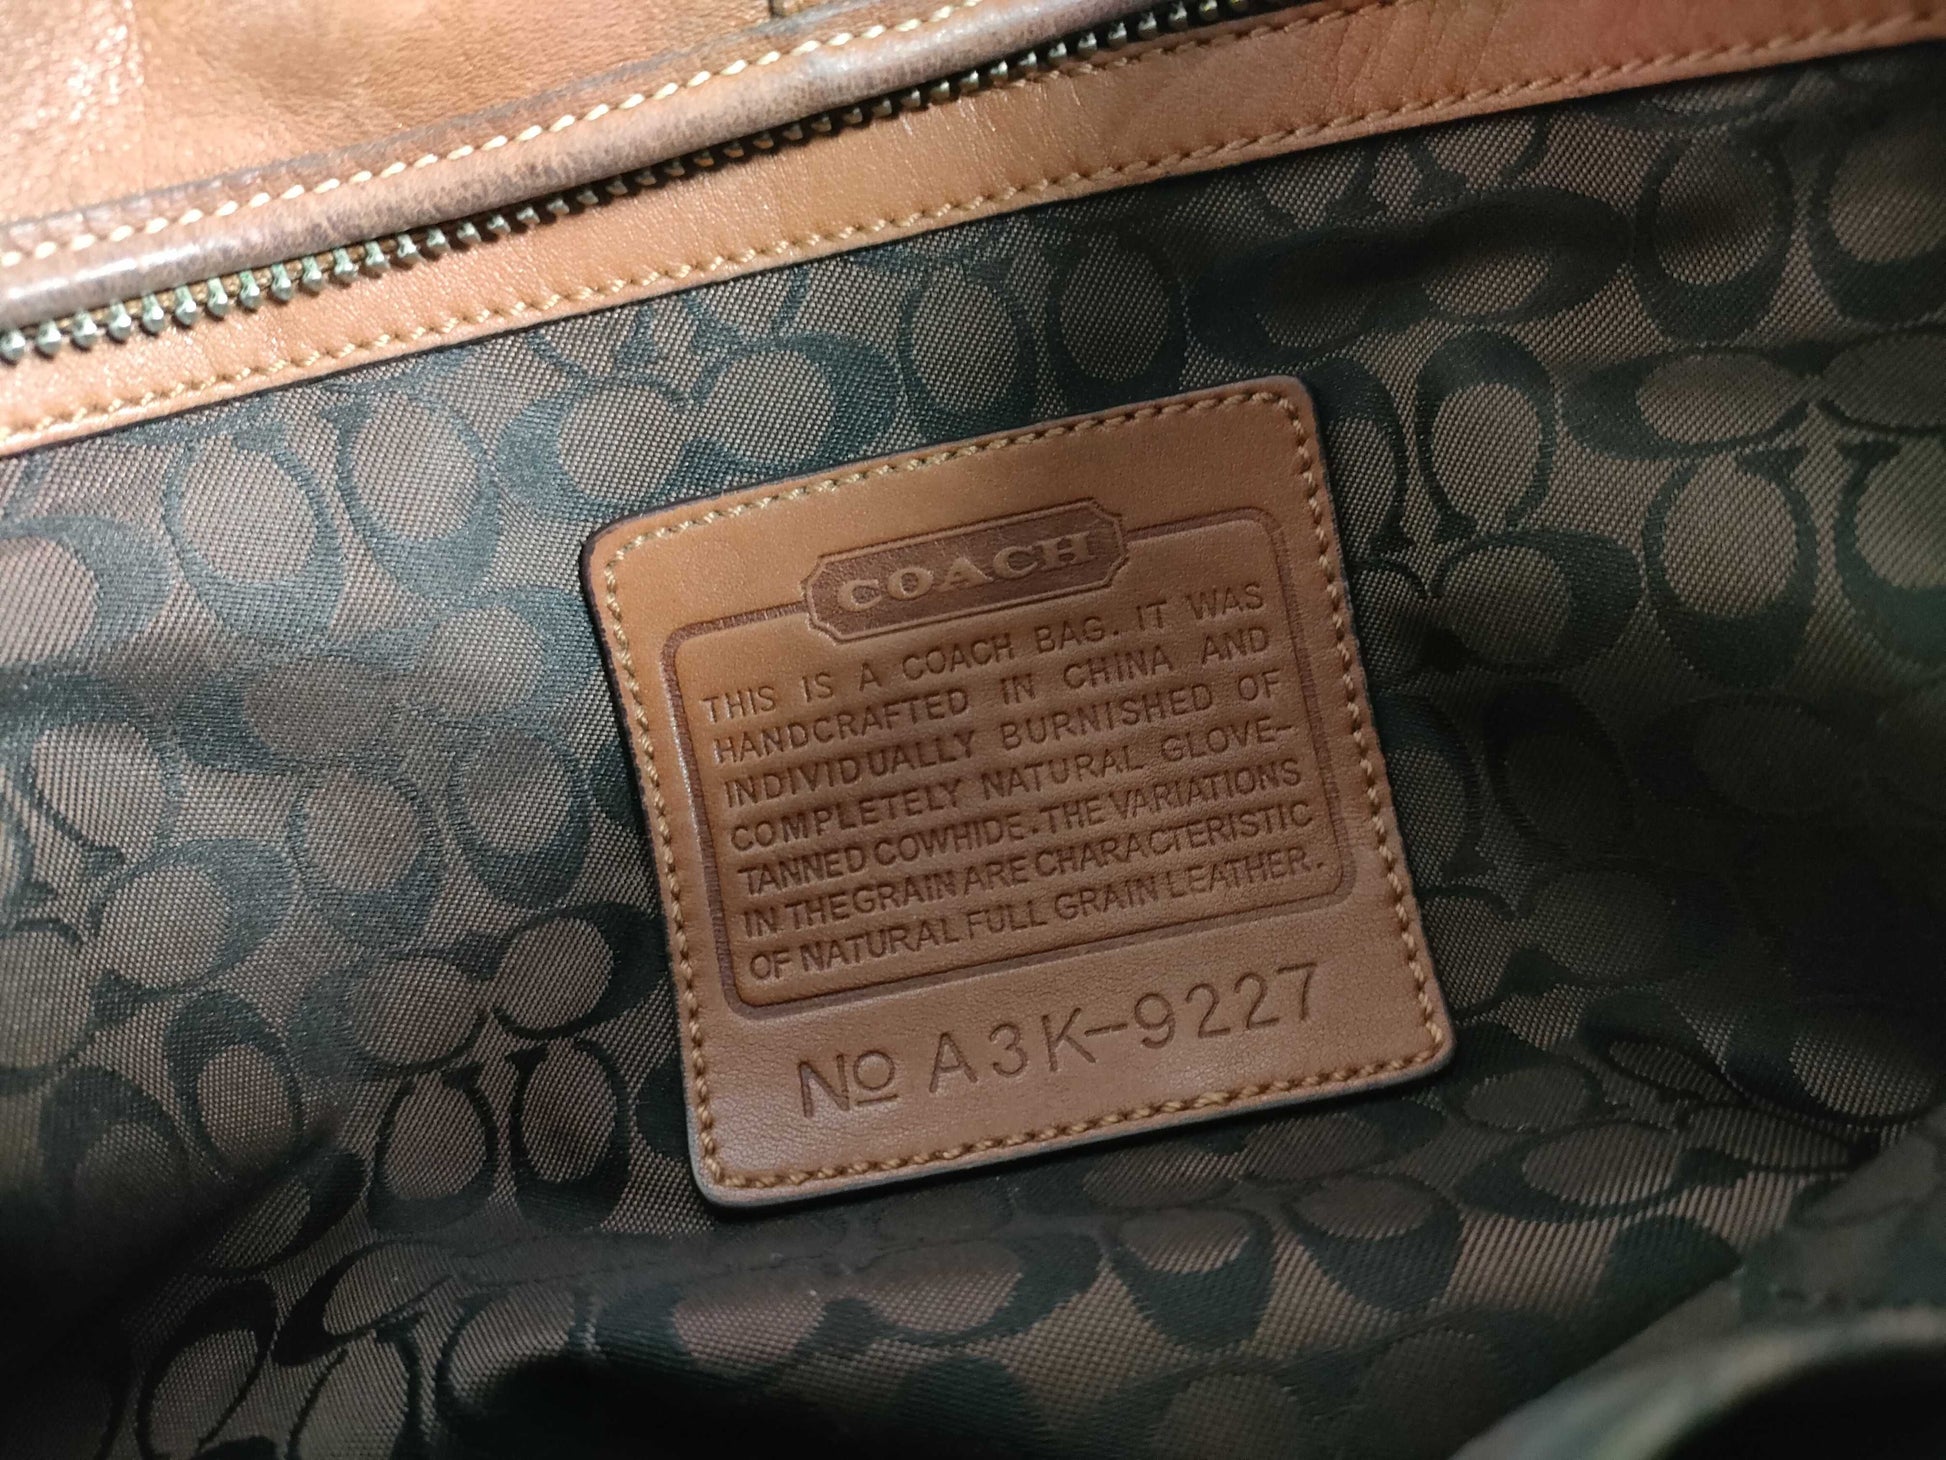 COACH
THIS IS A COACH BAG. IT WAS
HANDCRAFTED IN CHINA AND
INDIVIDUALLY BURNISHED OF
COMPLETELY NATURAL GLOVE-
TANNED COWHIDE. THE VARIATIONS
IN THE GRAIN ARE CHARACTERISTIC
OF NATURAL FULL GRAIN LEATHER.
No A3K-9227